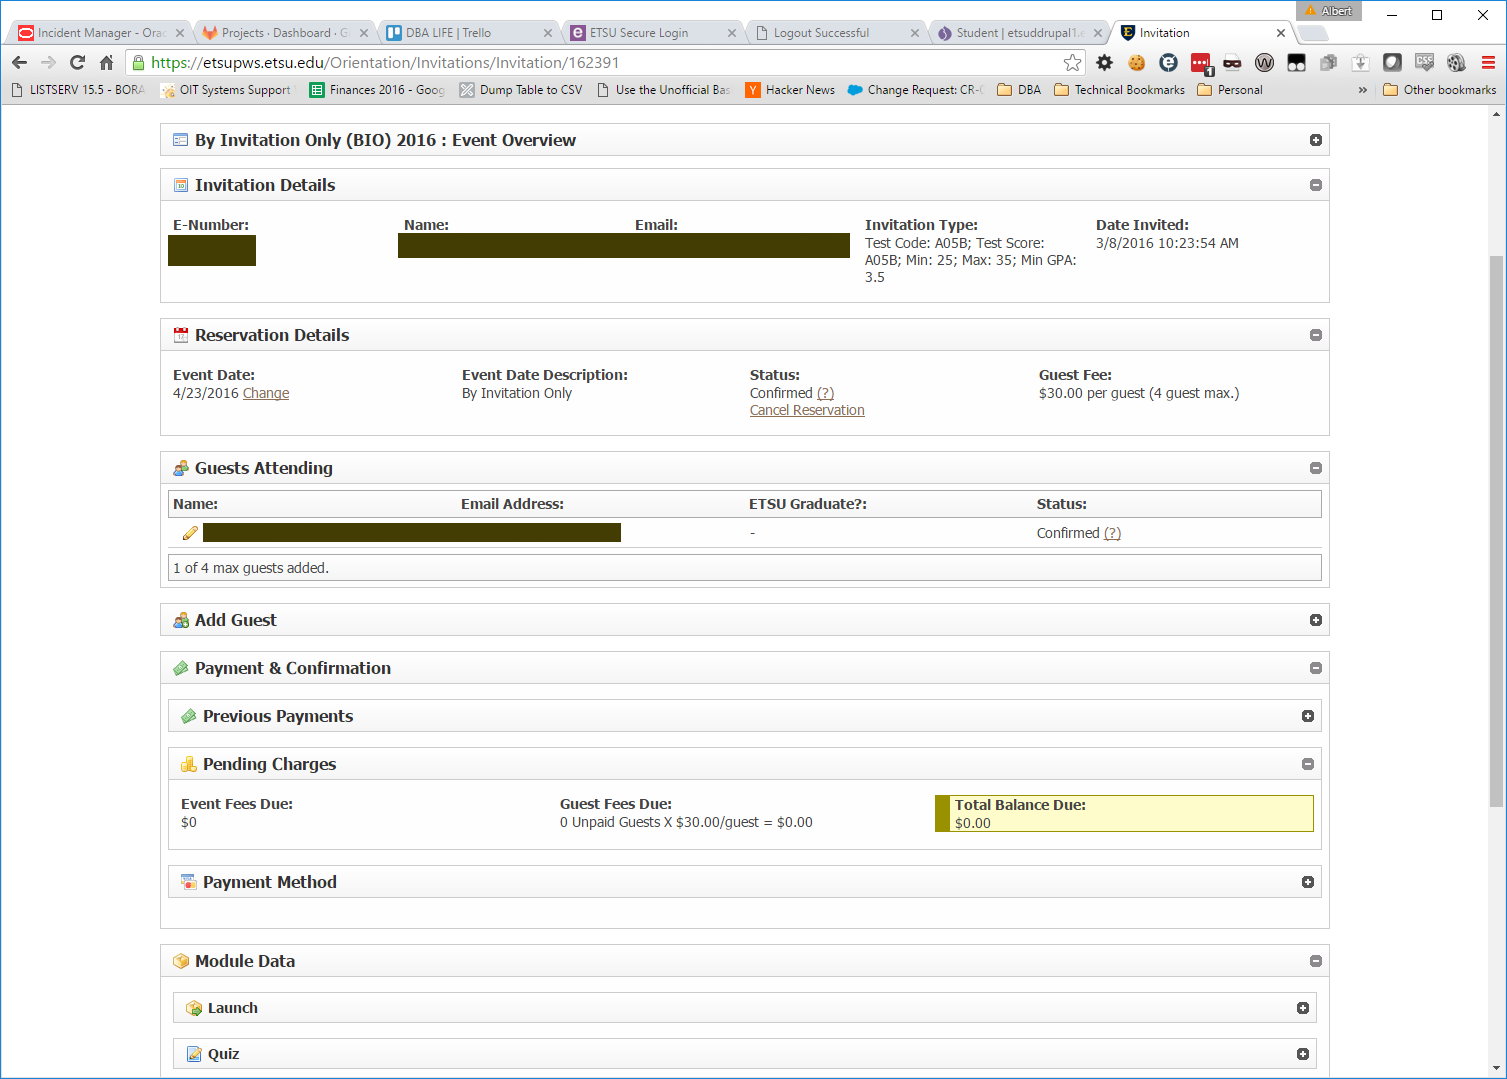 Albert
Incident Manager - Orac
Projects · Dashboard · G
DBA LIFE | Trello
ETSU Secure Login
Logout Successful
Student | etsuddrupal1.e
Invitation
https://etsupws.etsu.edu/Orientation/Invitations/Invitation/162391
1
LISTSERV 15.5 - BORA
OIT Systems Support
Finances 2016 - Goog
Dump Table to CSV
Use the Unofficial Bas
Hacker News
Change Request: CR-0
DBA
Technical Bookmarks
Personal
»
Other bookmarks
By Invitation Only (BIO) 2016 : Event Overview
Invitation Details
E-Number:
Name:
Email:
Invitation Type:
Date Invited:
Test Code: A05B; Test Score:
3/8/2016 10:23:54 AM
A05B; Min: 25; Max: 35; Min GPA:
3.5
Reservation Details
Event Date:
Event Date Description:
Status:
Guest Fee:
4/23/2016 Change
By Invitation Only
Confirmed (?)
$30.00 per guest (4 guest max.)
Cancel Reservation
Guests Attending
Name:
Email Address:
ETSU Graduate?:
Status:
-
Confirmed (?)
1 of 4 max guests added.
Add Guest
Payment & Confirmation
Previous Payments
Pending Charges
Event Fees Due:
Guest Fees Due:
Total Balance Due:
$0
0 Unpaid Guests X $30.00/guest = $0.00
$0.00
Payment Method
Module Data
Launch
Quiz